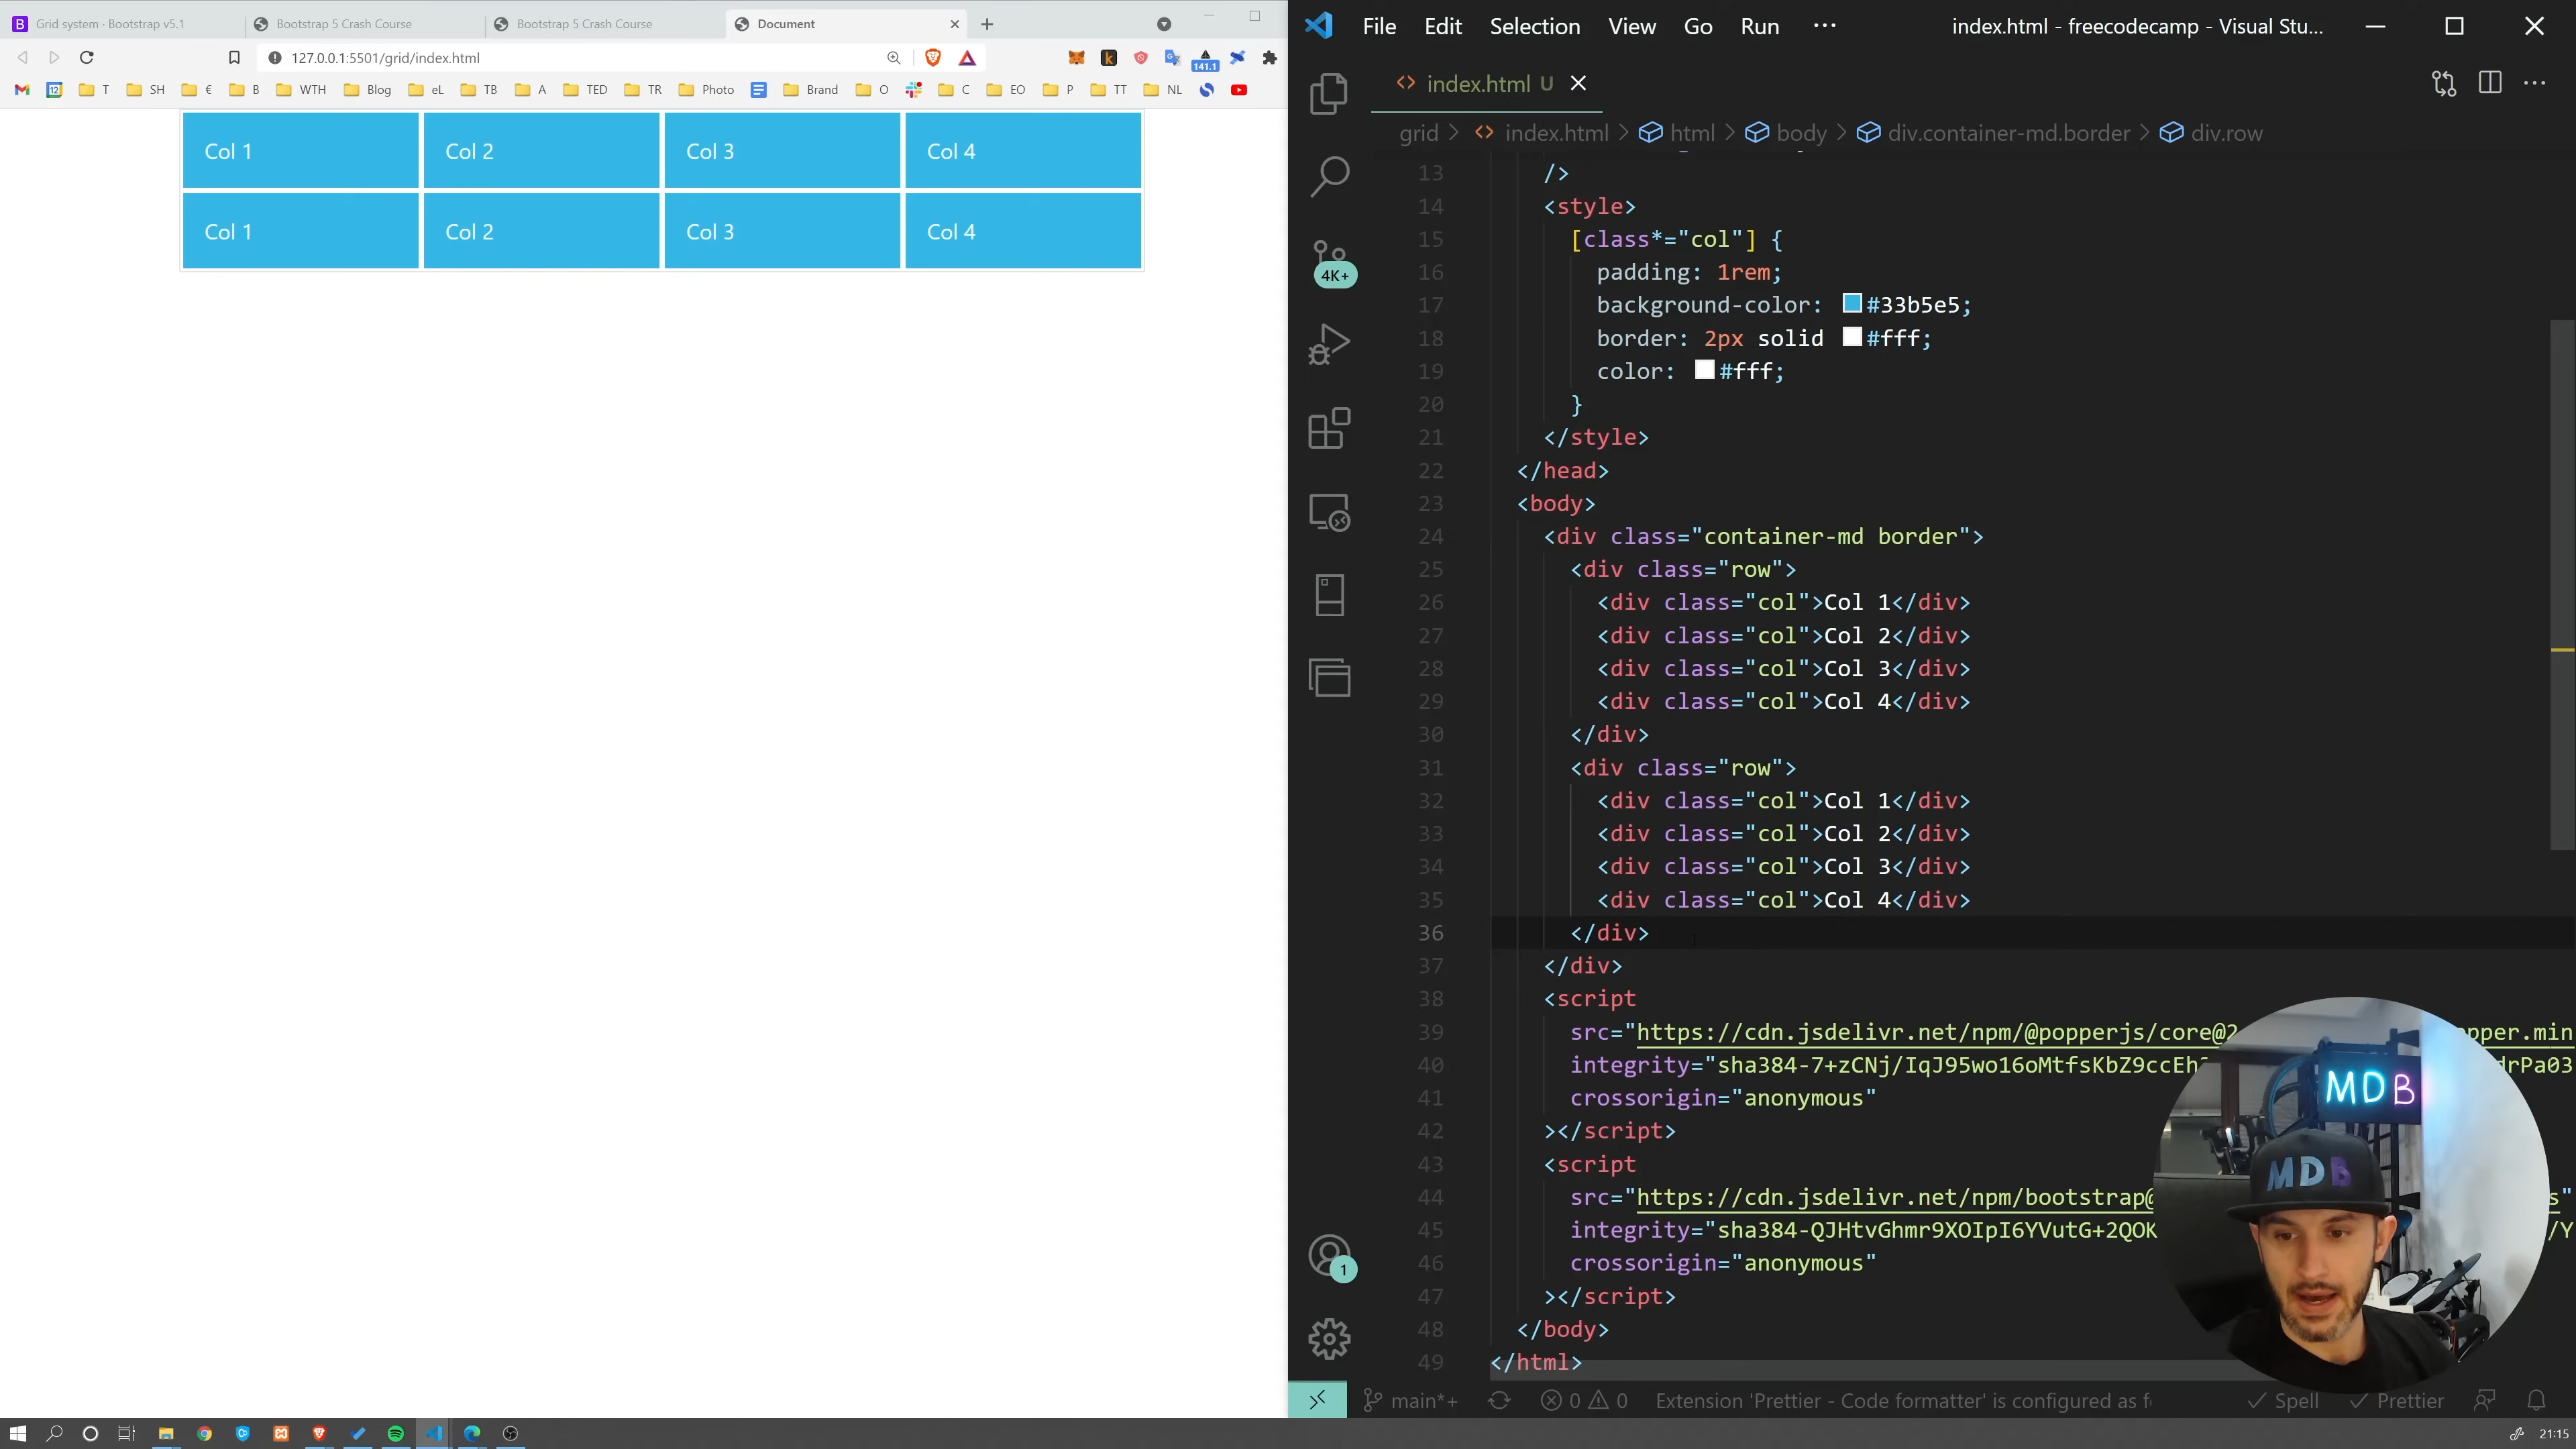 Grid system · Bootstrap v5.1
Bootstrap 5 Crash Course
Bootstrap 5 Crash Course
Document
127.0.0.1:5501/grid/index.html
141.1
12
T
SH
€
B
WTH
Blog
eL
TB
A
TED
TR
Photo
Brand
O
C
EO
P
TT
NL
Col 1 Col 2 Col 3 Col 4
Col 1 Col 2 Col 3 Col 4
File Edit Selection View Go Run ··· index.html - freecodecamp - Visual Stu...
index.html U
grid > index.html > html > body > div.container-md.border > div.row
4K+
1
13 />
14 <style>
15 [class*="col"] {
16 padding: 1rem;
17 background-color: #33b5e5;
18 border: 2px solid #fff;
19 color: #fff;
20 }
21 </style>
22 </head>
23 <body>
24 <div class="container-md border">
25 <div class="row">
26 <div class="col">Col 1</div>
27 <div class="col">Col 2</div>
28 <div class="col">Col 3</div>
29 <div class="col">Col 4</div>
30 </div>
31 <div class="row">
32 <div class="col">Col 1</div>
33 <div class="col">Col 2</div>
34 <div class="col">Col 3</div>
35 <div class="col">Col 4</div>
36 </div>
37 </div>
38 <script
39 src="https://cdn.jsdelivr.net/npm/@popperjs/core@2 opper.min
40 integrity="sha384-7+zCNj/IqJ95wo16oMtfsKbZ9ccEh drPa03
41 crossorigin="anonymous"
42 ></script>
43 <script
44 src="https://cdn.jsdelivr.net/npm/bootstrap@ s"
45 integrity="sha384-QJHtvGhmr9XOIpI6YVutG+2QOK /Y
46 crossorigin="anonymous"
47 ></script>
48 </body>
49 </html>
MDB
MDB
main*+ 0 0 Extension 'Prettier - Code formatter' is configured as f Spell Prettier
21:15